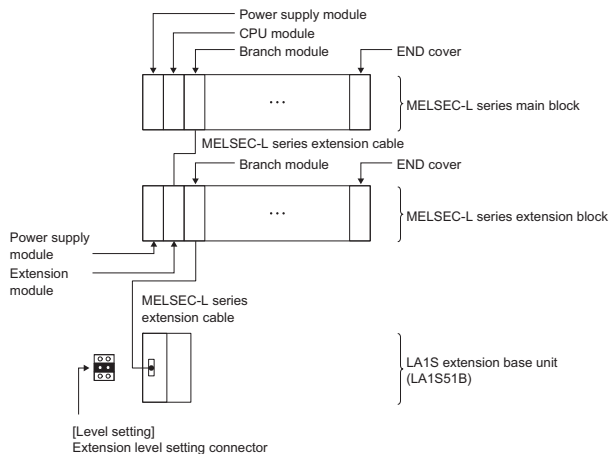 Power supply module
CPU module
Branch module
END cover
MELSEC-L series main block
MELSEC-L series extension cable
Branch module
END cover
MELSEC-L series extension block
Power supply
module
Extension
module
MELSEC-L series
extension cable
LA1S extension base unit
(LA1S51B)
[Level setting]
Extension level setting connector